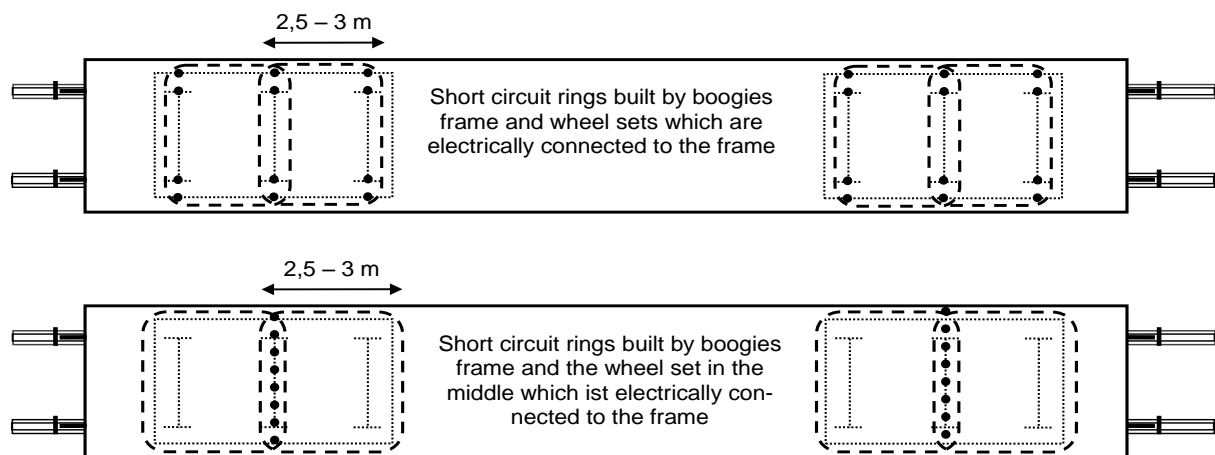 2,5 – 3 m
Short circuit rings built by boogies
frame and wheel sets which are
electrically connected to the frame
2,5 – 3 m
Short circuit rings built by boogies
frame and the wheel set in the
middle which ist electrically con-
nected to the frame